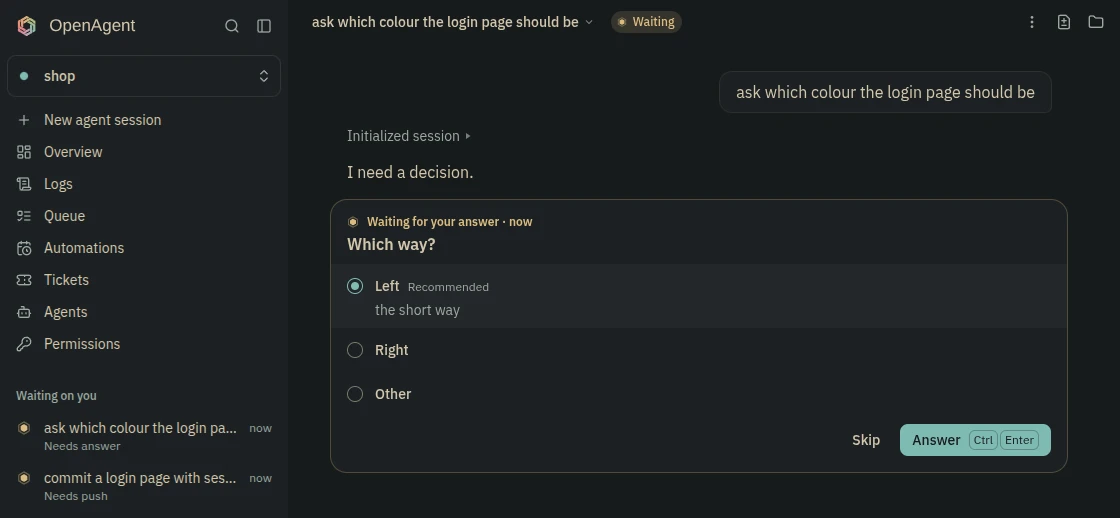 OpenAgent
shop
New agent session
Overview
Logs
Queue
Automations
Tickets
Agents
Permissions
Waiting on you
ask which colour the login pa... now
Needs answer
commit a login page with ses... now
Needs push
ask which colour the login page should be
Waiting
ask which colour the login page should be
Initialized session
I need a decision.
Waiting for your answer · now
Which way?
Left Recommended
the short way
Right
Other
Skip
Answer Ctrl Enter